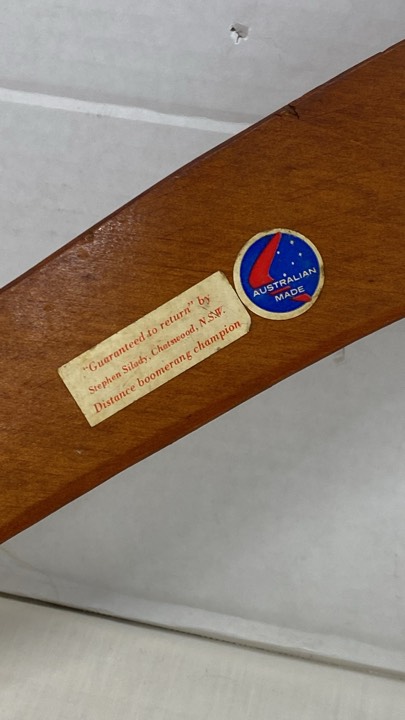 "Guaranteed to return" by
Stephen Silady, Chatswood, N.S.W.
Distance boomerang champion
AUSTRALIAN
MADE